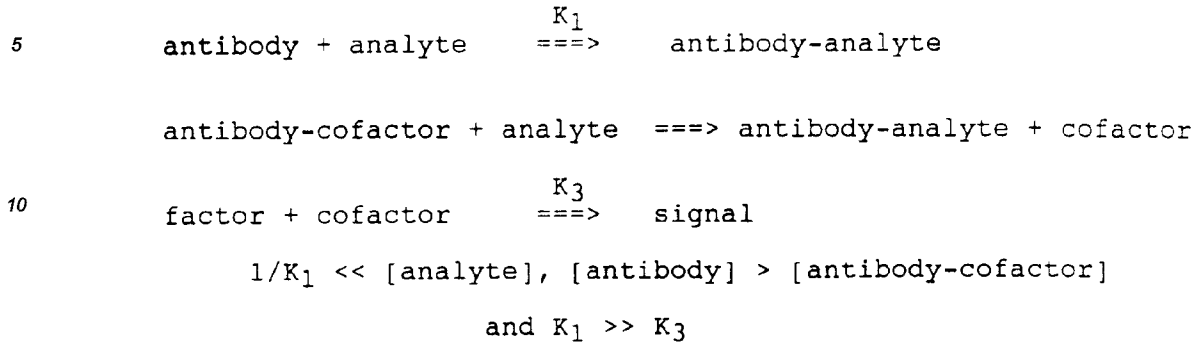 K1
5 antibody + analyte ===> antibody-analyte
antibody-cofactor + analyte ===> antibody-analyte + cofactor
K3
10 factor + cofactor ===> signal
1/K1 << [analyte], [antibody] > [antibody-cofactor]
and K1 >> K3